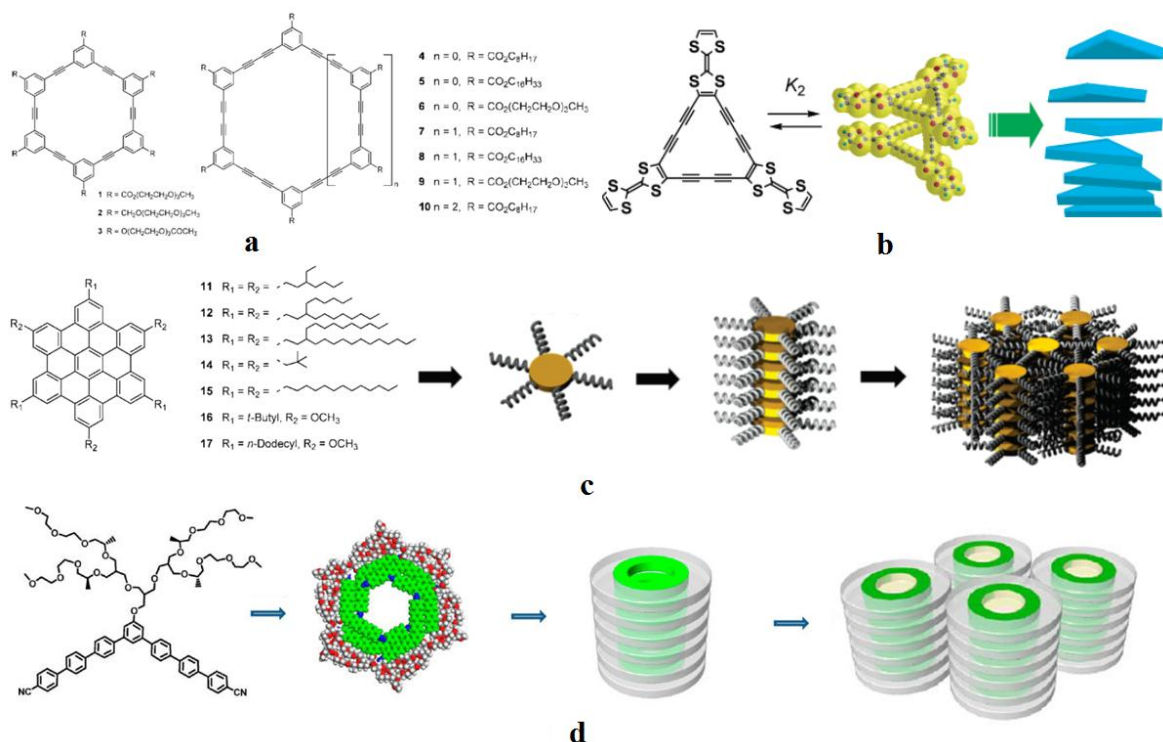 R
R
R
R
R
R
1 R = CO₂(CH₂CH₂O)₃CH₃
2 R = CH₂O(CH₂CH₂O)₃CH₃
3 R = O(CH₂CH₂O)₃COCH₃
R
R
R
R
R
R
n
4 n = 0, R = CO₂C₈H₁₇
5 n = 0, R = CO₂C₁₆H₃₃
6 n = 0, R = CO₂(CH₂CH₂O)₃CH₃
7 n = 1, R = CO₂C₈H₁₇
8 n = 1, R = CO₂C₁₆H₃₃
9 n = 1, R = CO₂(CH₂CH₂O)₃CH₃
10 n = 2, R = CO₂C₈H₁₇
a
S S
S S
S S
S S
S S
S S
K₂
b
R₁
R₂ R₂
R₁ R₁
R₂
11 R₁ = R₂ =
12 R₁ = R₂ =
13 R₁ = R₂ =
14 R₁ = R₂ =
15 R₁ = R₂ =
16 R₁ = t-Butyl, R₂ = OCH₃
17 R₁ = n-Dodecyl, R₂ = OCH₃
c
O O
O O
O O
O O
O O
O O
O O
O O
O O
O
NC CN
d